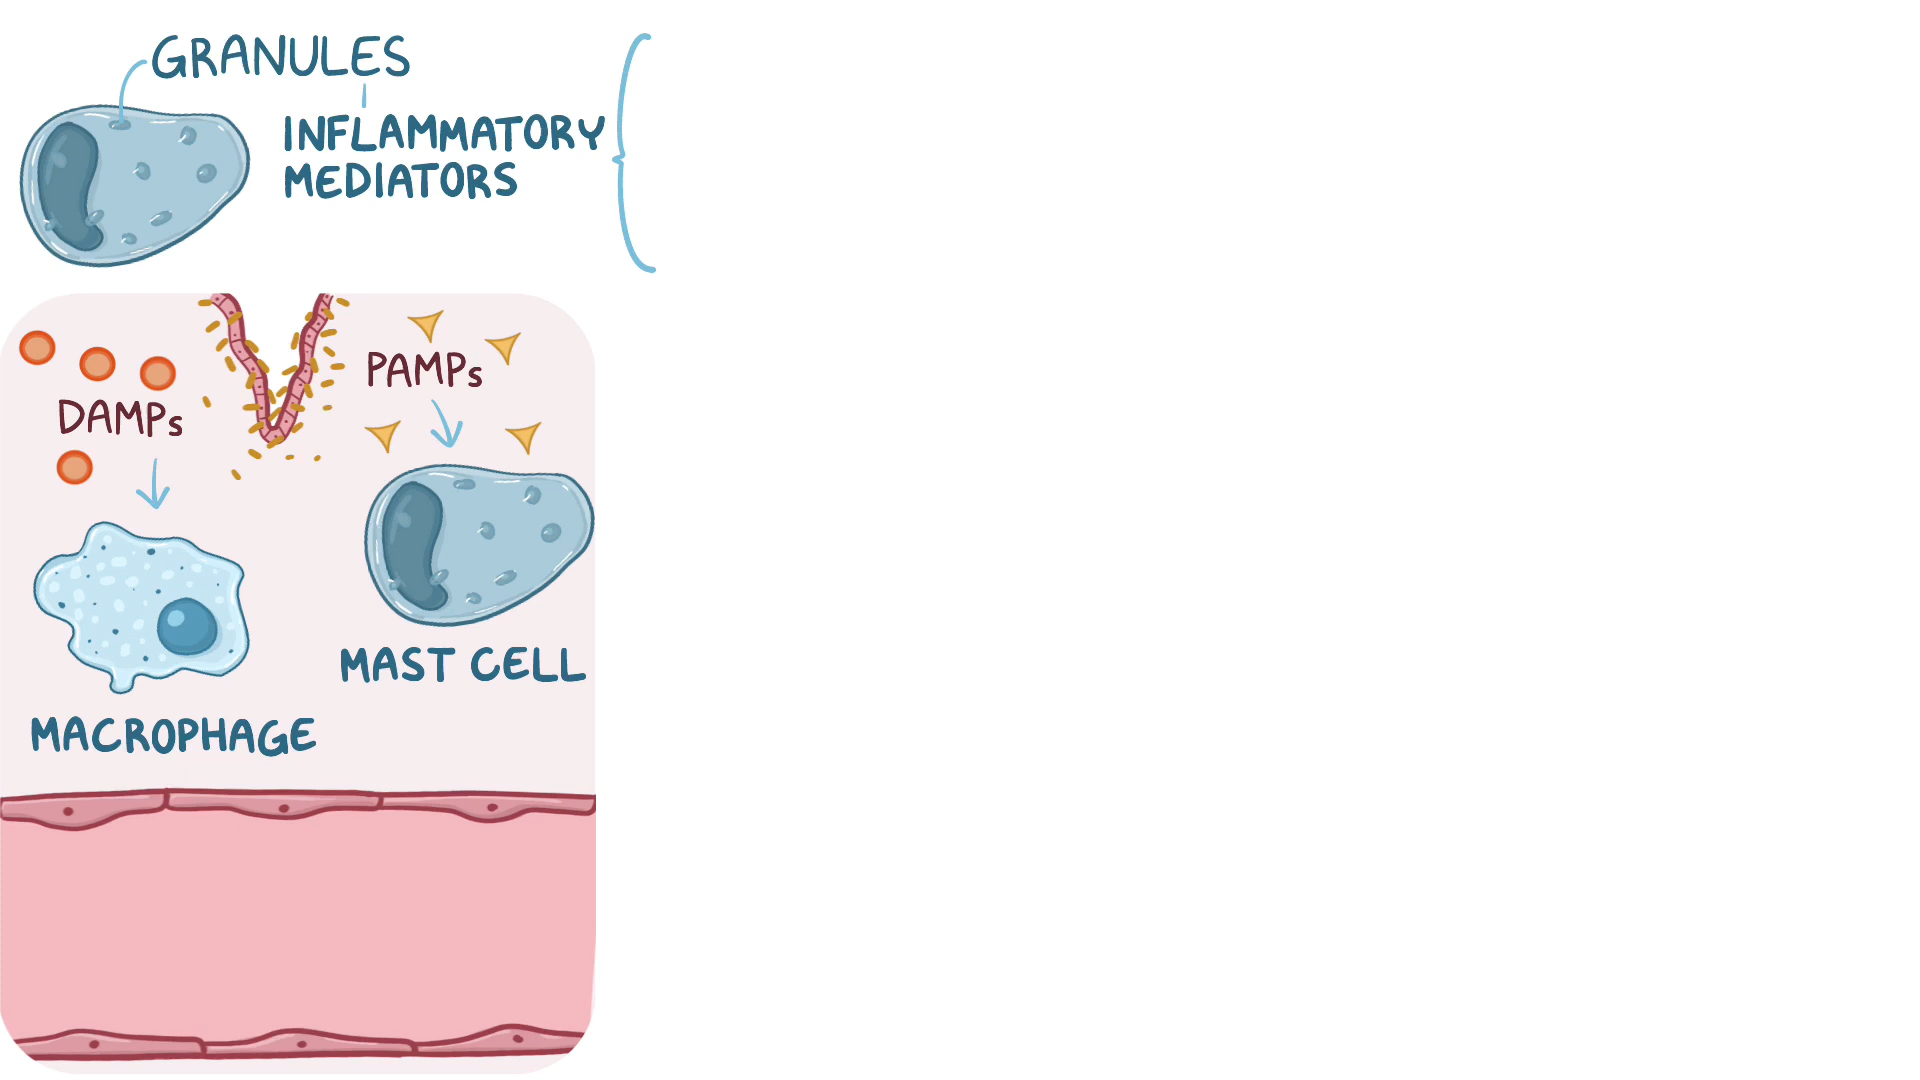 GRANULES
INFLAMMATORY
MEDIATORS
PAMPs
DAMPs
MAST CELL
MACROPHAGE